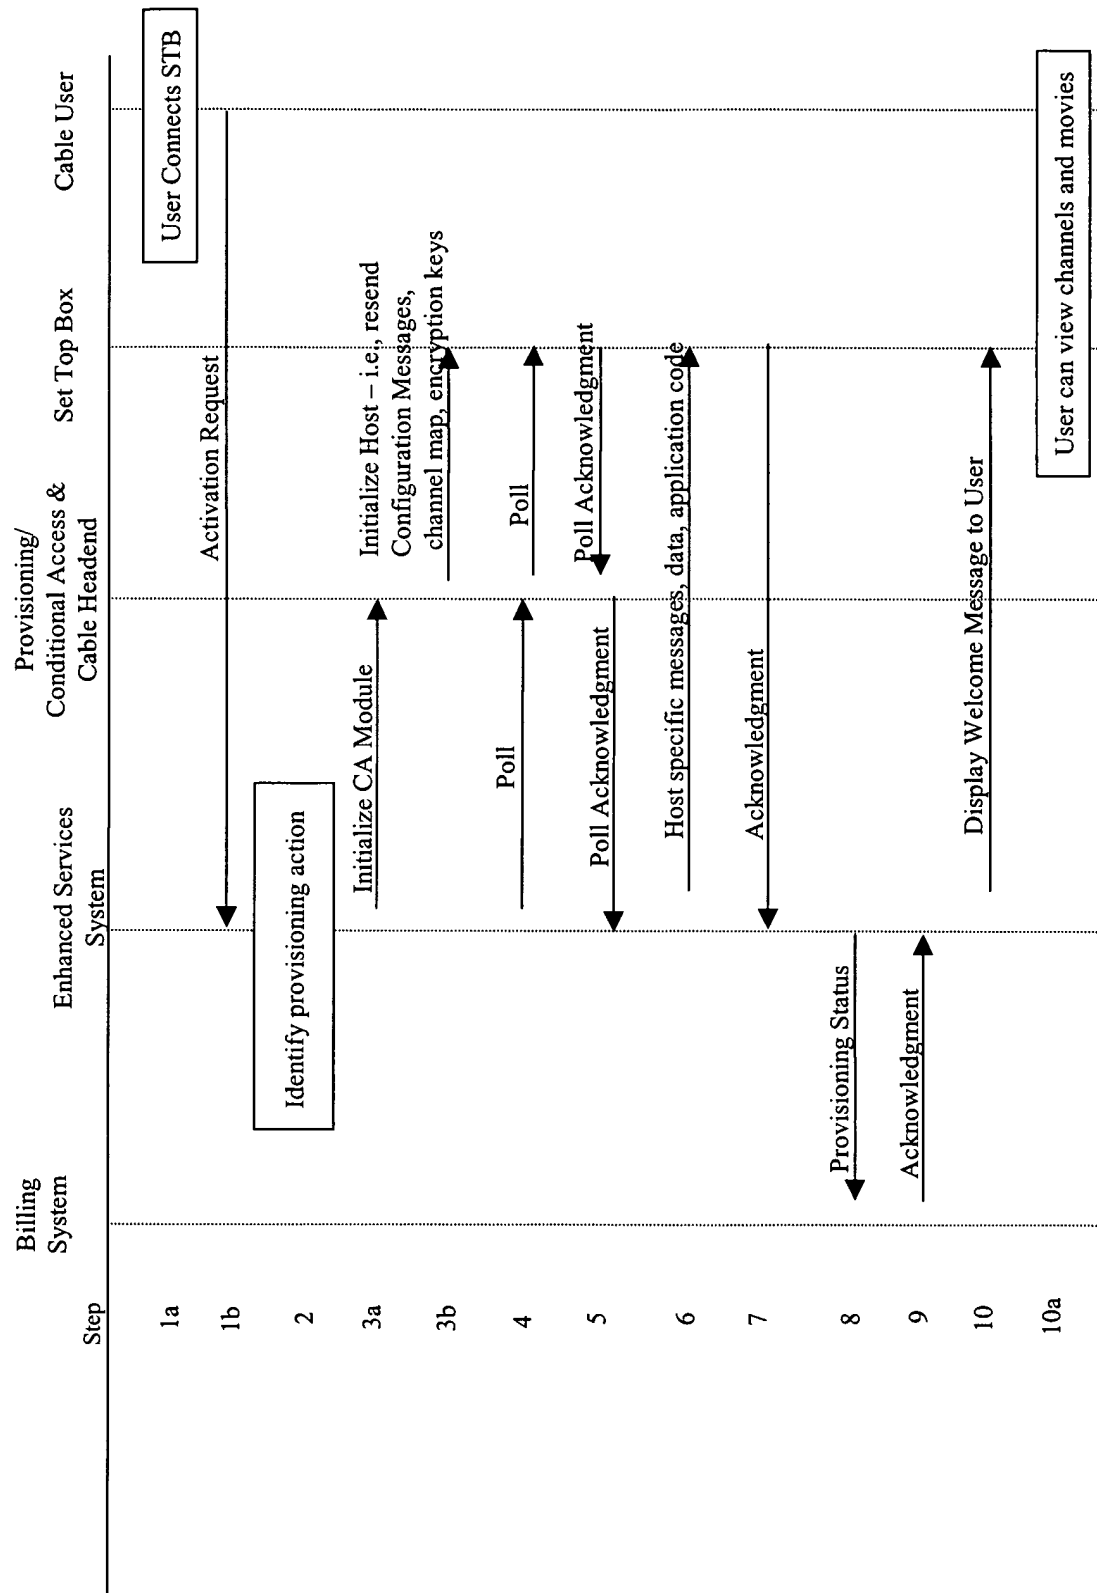 Step
Billing
System
Enhanced Services
System
Provisioning/
Conditional Access &
Cable Headend
Set Top Box
Cable User
1a
User Connects STB
1b
Activation Request
2
Identify provisioning action
3a
Initialize CA Module
Initialize Host – i.e., resend
Configuration Messages,
channel map, encryption keys
3b
4
Poll
Poll
5
Poll Acknowledgment
Poll Acknowledgment
6
Host specific messages, data, application code
7
Acknowledgment
8
Provisioning Status
9
Acknowledgment
10
Display Welcome Message to User
10a
User can view channels and movies